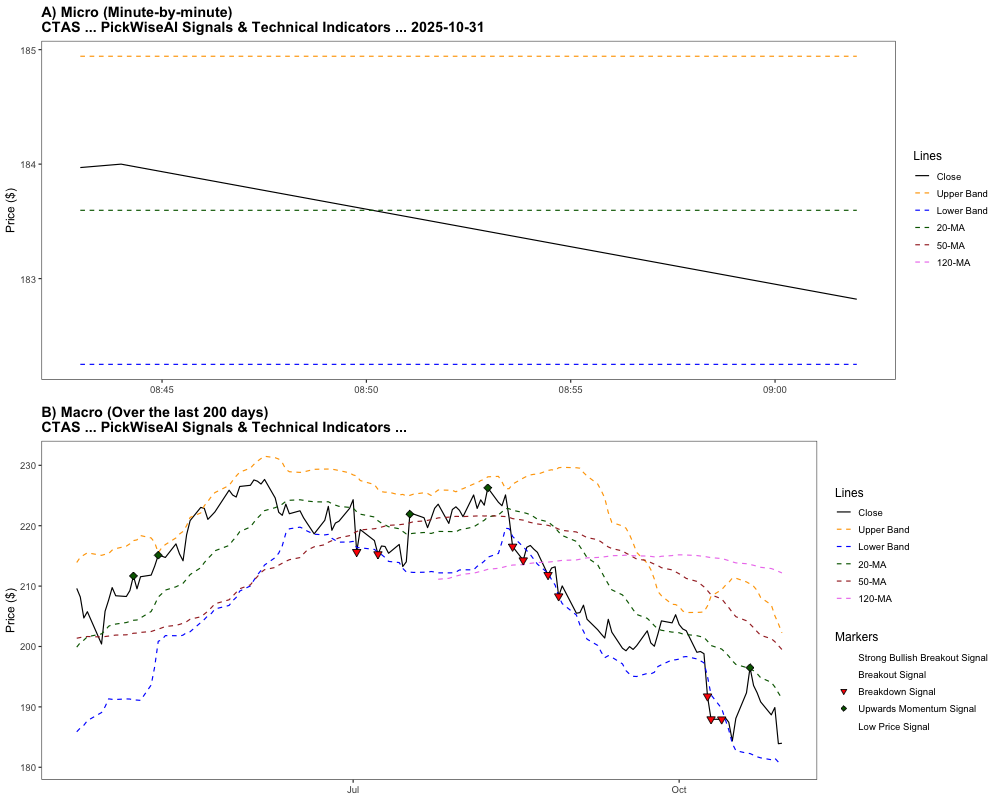 A) Micro (Minute-by-minute)
CTAS ... PickWiseAI Signals & Technical Indicators ... 2025-10-31
185
184
183
Price ($)
08:45
08:50
08:55
09:00
Lines
Close
Upper Band
Lower Band
20-MA
50-MA
120-MA
B) Macro (Over the last 200 days)
CTAS ... PickWiseAI Signals & Technical Indicators ...
230
220
210
200
190
180
Price ($)
Jul
Oct
Lines
Close
Upper Band
Lower Band
20-MA
50-MA
120-MA
Markers
Strong Bullish Breakout Signal
Breakout Signal
Breakdown Signal
Upwards Momentum Signal
Low Price Signal